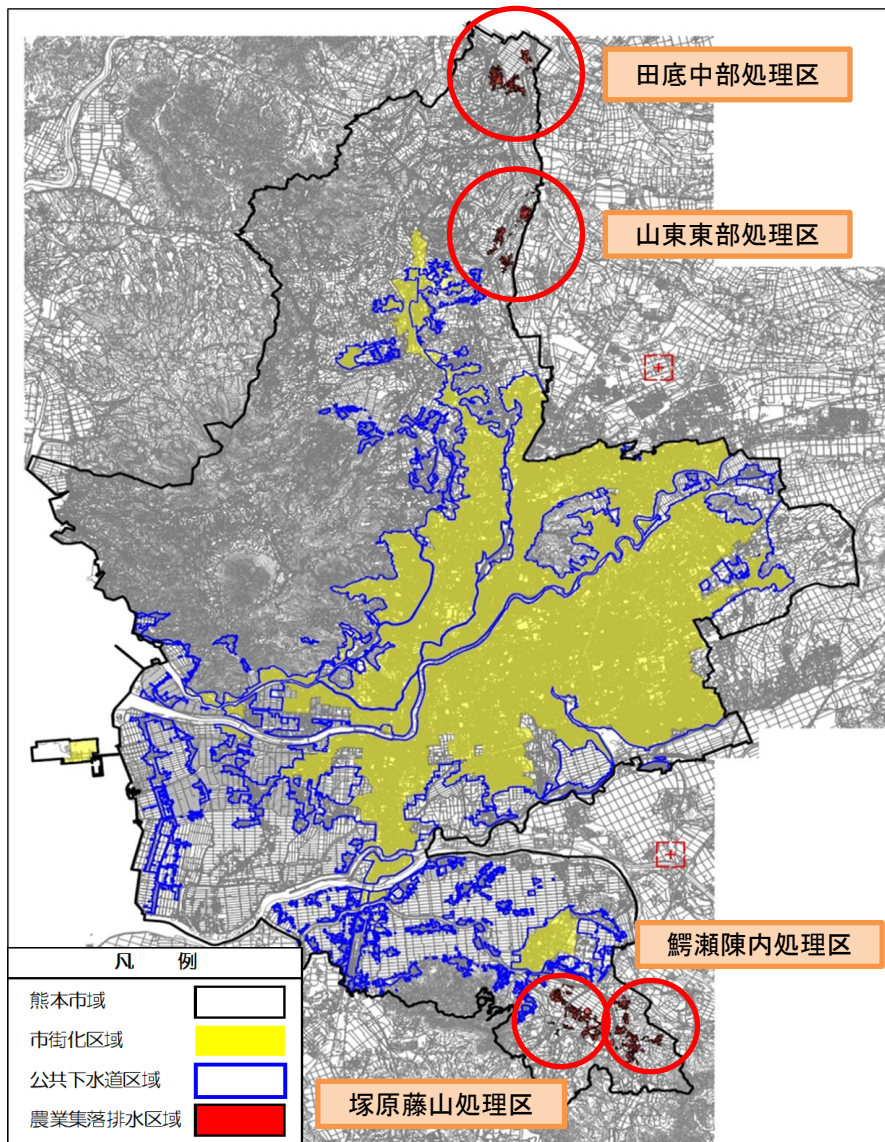 田底中部処理区
山東東部処理区
鰐瀬陳内処理区
塚原藤山処理区
凡　例
熊本市域
市街化区域
公共下水道区域
農業集落排水区域